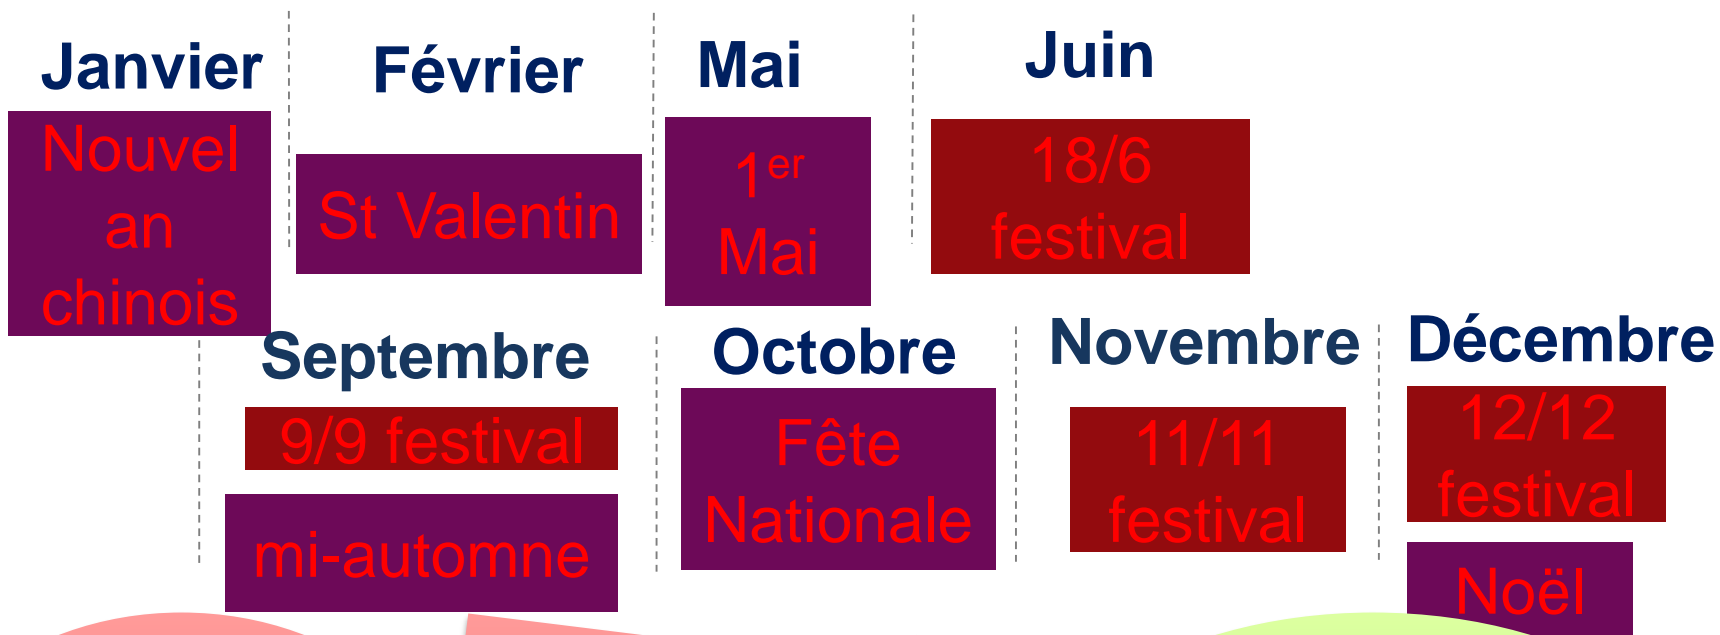 Janvier
Février
Mai
Juin
Nouvel
an
chinois
St Valentin
1er
Mai
18/6
festival
Septembre
Octobre
Novembre
Décembre
9/9 festival
mi-automne
Fête
Nationale
11/11
festival
12/12
festival
Noël